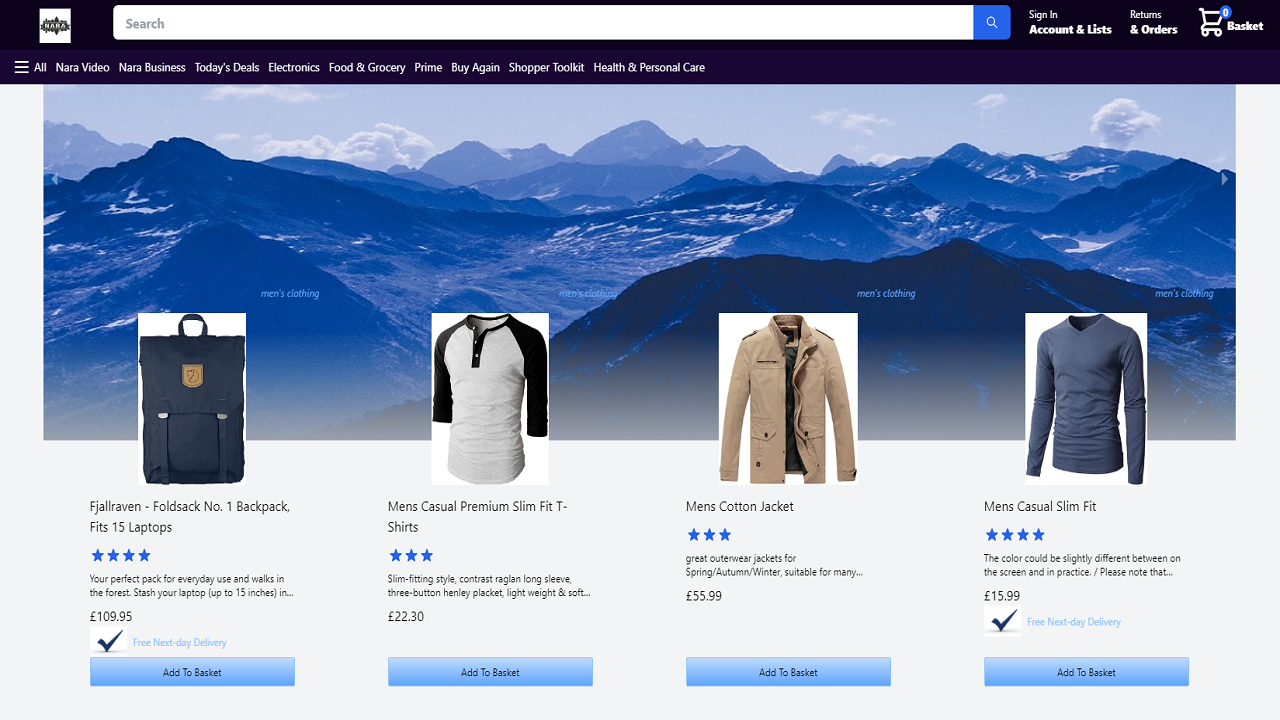 NARA
Search
Sign In
Account & Lists
Returns
& Orders
0
Basket
All Nara Video Nara Business Today's Deals Electronics Food & Grocery Prime Buy Again Shopper Toolkit Health & Personal Care
men's clothing
men's clothing
men's clothing
men's clothing
Fjallraven - Foldsack No. 1 Backpack,
Fits 15 Laptops
Your perfect pack for everyday use and walks in
the forest. Stash your laptop (up to 15 inches) in...
£109.95
Free Next-day Delivery
Add To Basket
Mens Casual Premium Slim Fit T-
Shirts
Slim-fitting style, contrast raglan long sleeve,
three-button henley placket, light weight & soft...
£22.30
Add To Basket
Mens Cotton Jacket
great outerwear jackets for
Spring/Autumn/Winter, suitable for many...
£55.99
Add To Basket
Mens Casual Slim Fit
The color could be slightly different between on
the screen and in practice. / Please note that...
£15.99
Free Next-day Delivery
Add To Basket